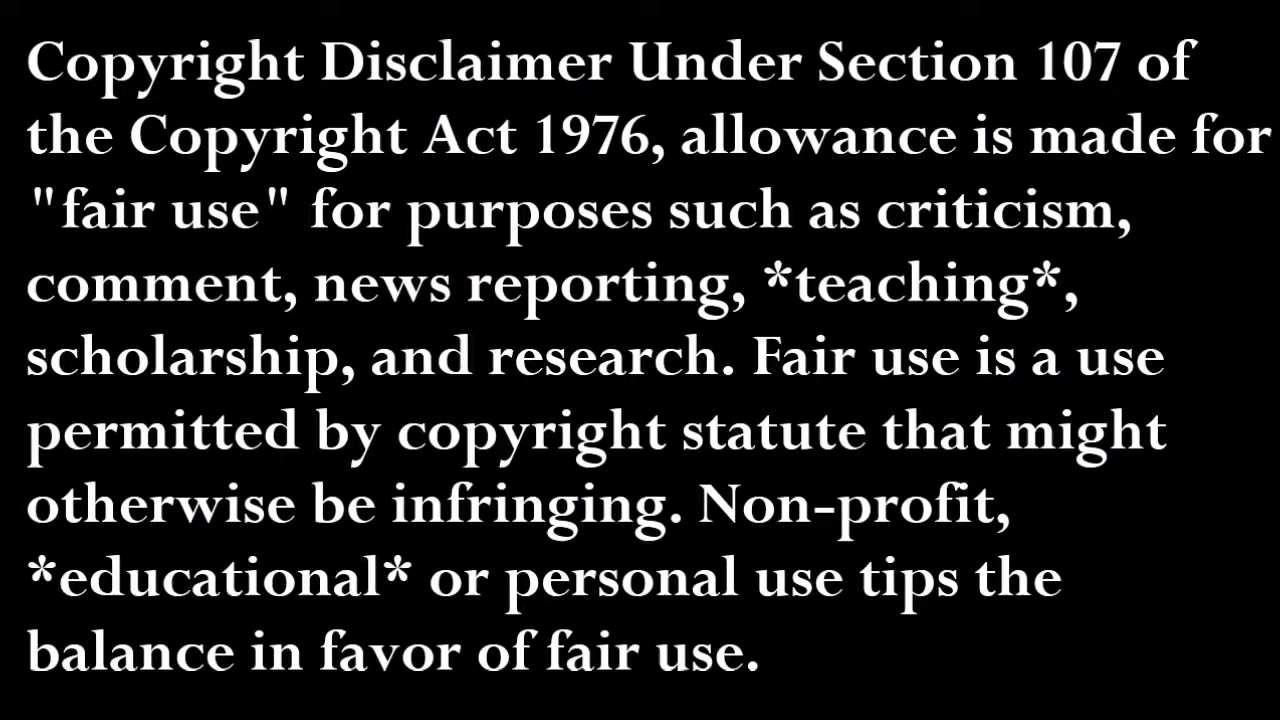 Copyright Disclaimer Under Section 107 of
the Copyright Act 1976, allowance is made for
"fair use" for purposes such as criticism,
comment, news reporting, *teaching*,
scholarship, and research. Fair use is a use
permitted by copyright statute that might
otherwise be infringing. Non-profit,
*educational* or personal use tips the
balance in favor of fair use.